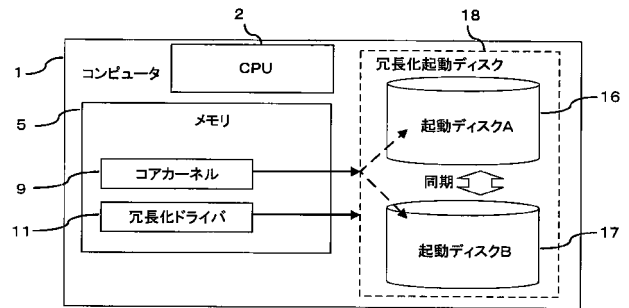 18
2
1
コンピュータ
CPU
冗長化起動ディスク
16
5
メモリ
起動ディスクA
9
コアカーネル
同期
11
冗長化ドライバ
起動ディスクB
17